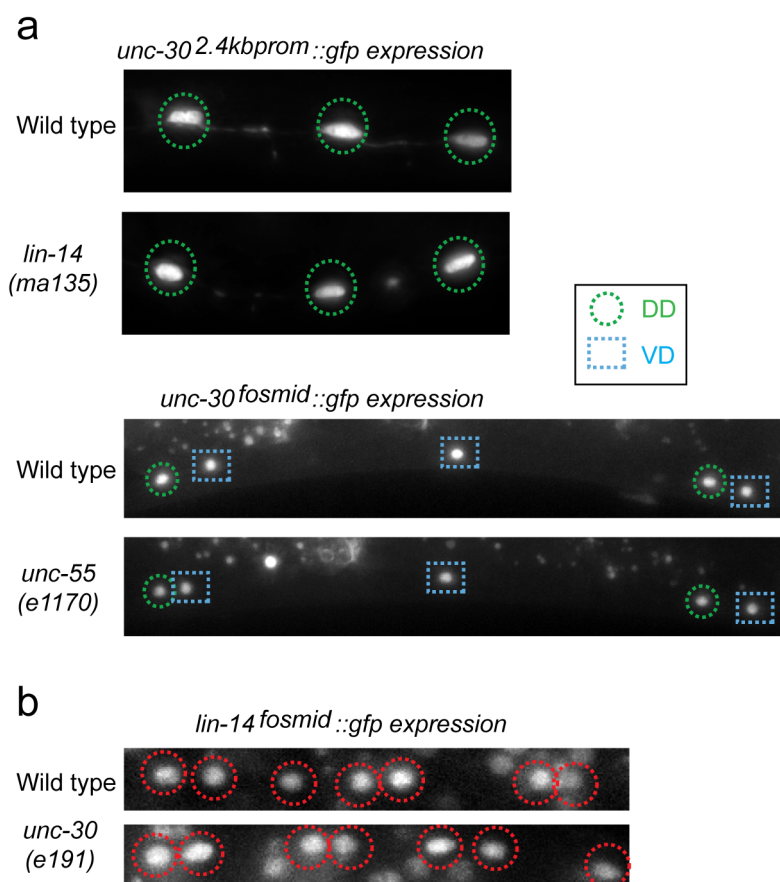 a
unc-30 2.4kbprom::gfp expression
Wild type
lin-14
(ma135)
DD
VD
unc-30 fosmid::gfp expression
Wild type
unc-55
(e1170)
b
lin-14 fosmid::gfp expression
Wild type
unc-30
(e191)